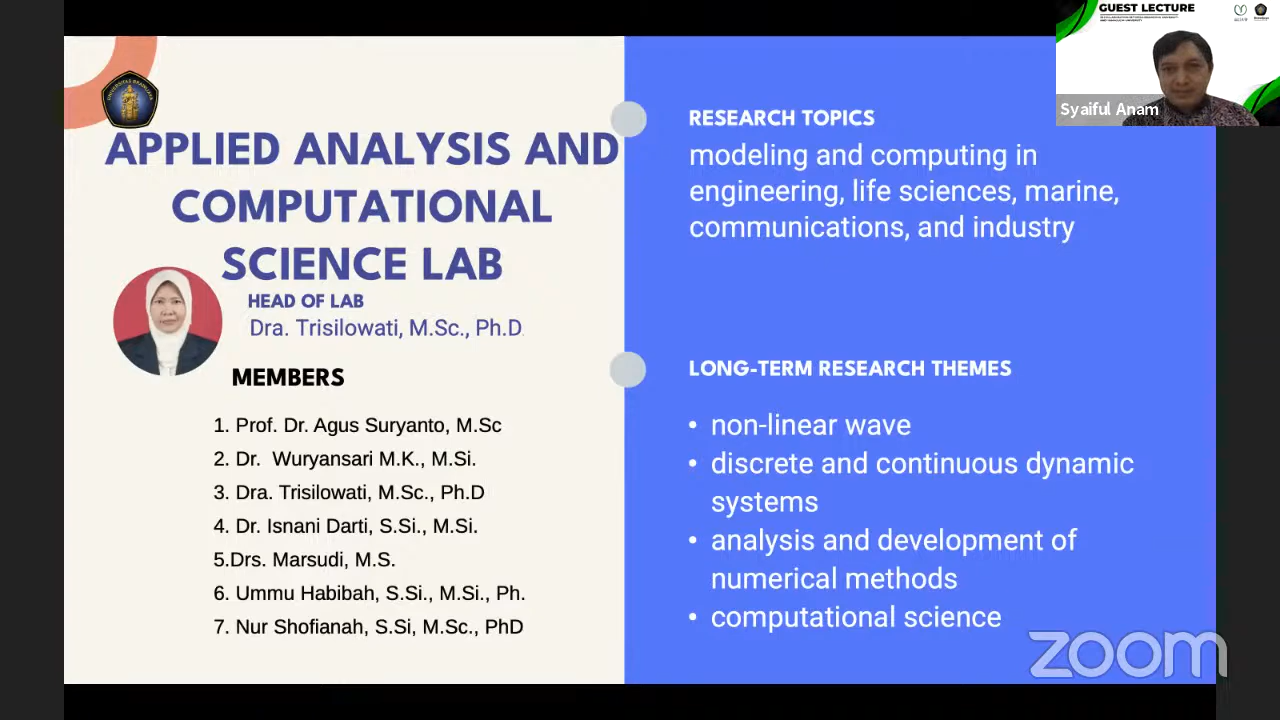 GUEST LECTURE
Syaiful Anam
UNIVERSITAS BRAWIJAYA
APPLIED ANALYSIS AND
COMPUTATIONAL
SCIENCE LAB
HEAD OF LAB
Dra. Trisilowati, M.Sc., Ph.D
MEMBERS
1. Prof. Dr. Agus Suryanto, M.Sc
2. Dr. Wuryansari M.K., M.Si.
3. Dra. Trisilowati, M.Sc., Ph.D
4. Dr. Isnani Darti, S.Si., M.Si.
5.Drs. Marsudi, M.S.
6. Ummu Habibah, S.Si., M.Si., Ph.
7. Nur Shofianah, S.Si, M.Sc., PhD
RESEARCH TOPICS
modeling and computing in
engineering, life sciences, marine,
communications, and industry
LONG-TERM RESEARCH THEMES
• non-linear wave
• discrete and continuous dynamic
systems
• analysis and development of
numerical methods
• computational science
zoom